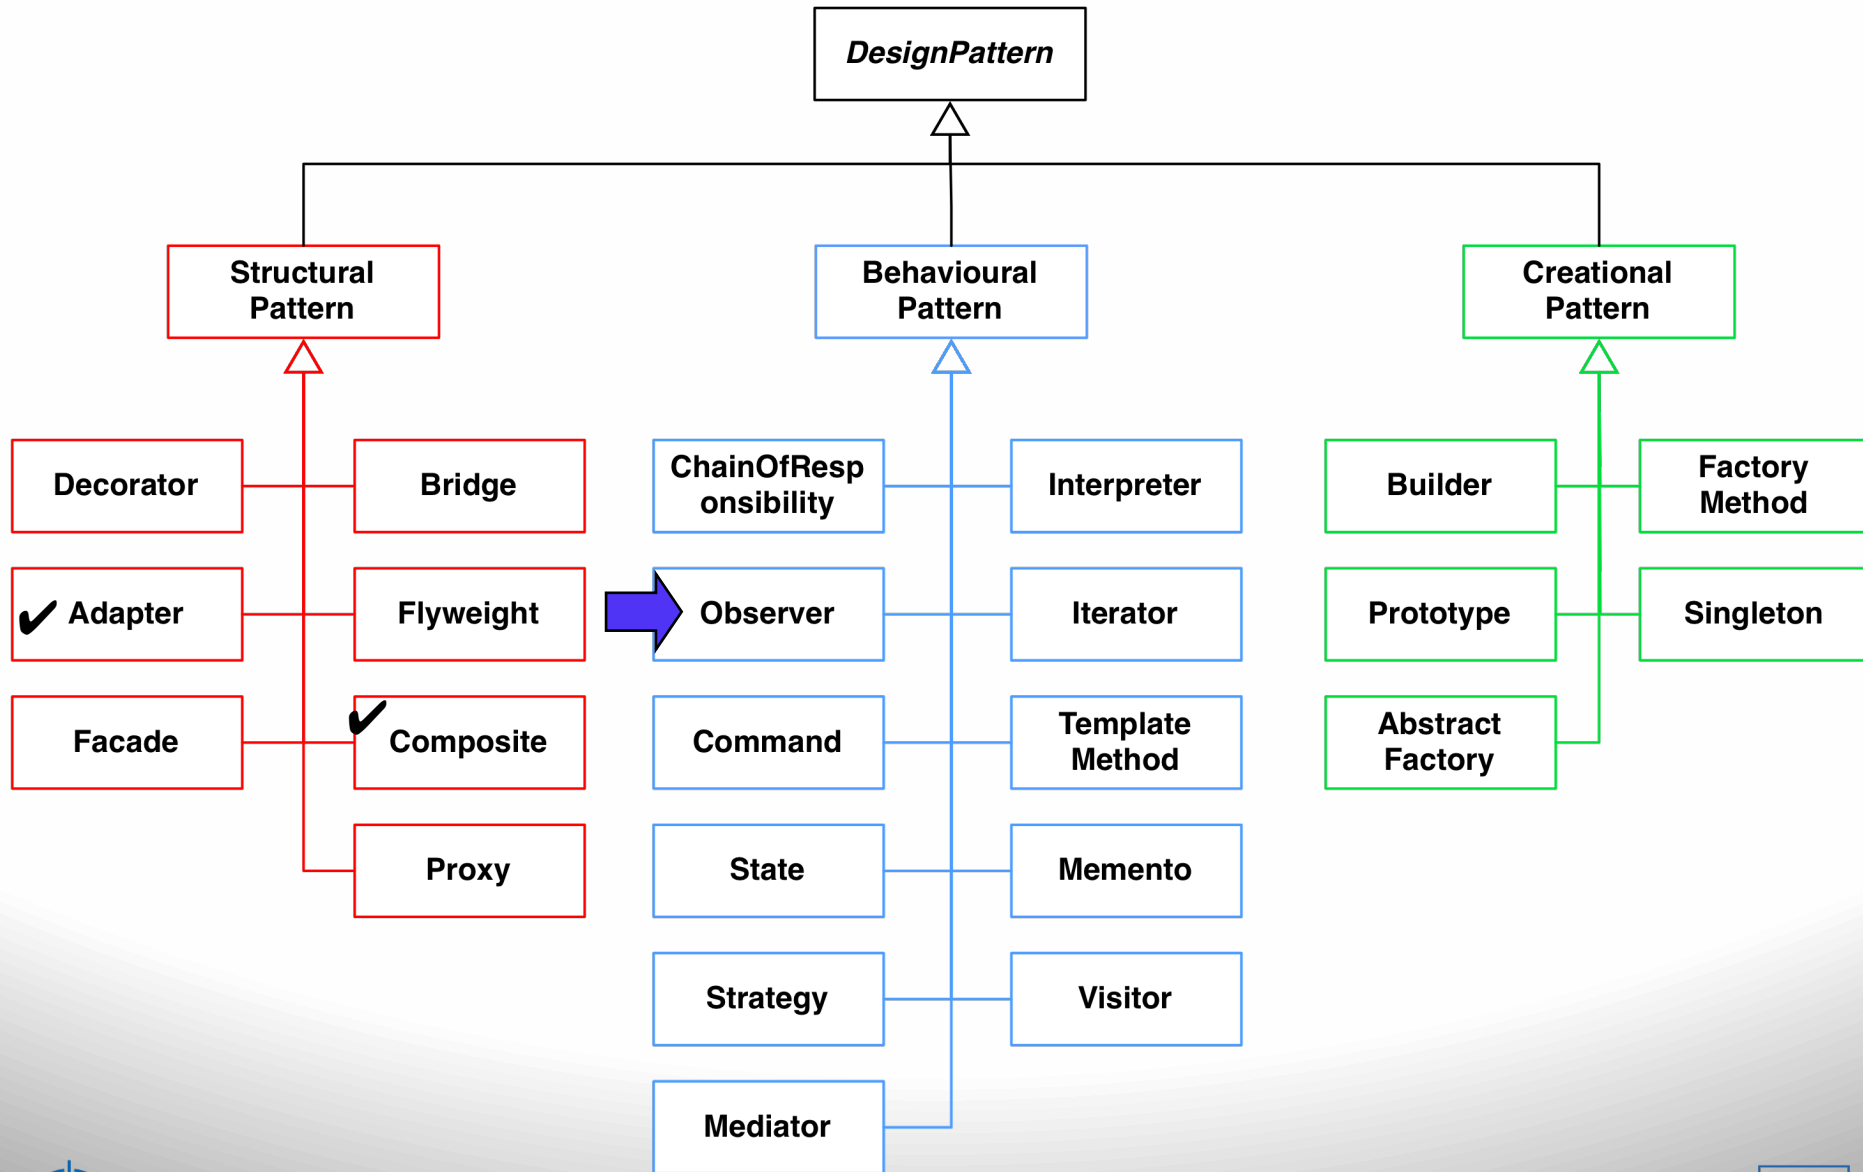 DesignPattern
Structural
Pattern
Behavioural
Pattern
Creational
Pattern
Decorator
Bridge
ChainOfResp
onsibility
Interpreter
Builder
Factory
Method
Adapter
Flyweight
Observer
Iterator
Prototype
Singleton
Facade
Composite
Command
Template
Method
Abstract
Factory
Proxy
State
Memento
Strategy
Visitor
Mediator